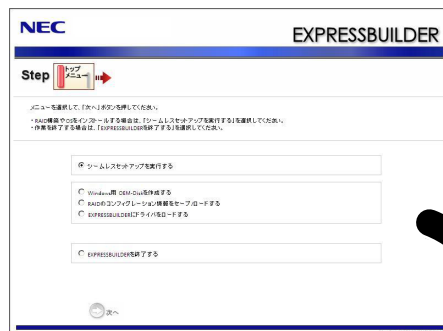 NEC
EXPRESSBUILDER
Step トップメニュー
メニューを選択して、「次へ」ボタンを押してください。
・RAID構築やOSをインストールする場合は、「シームレスセットアップを実行する」を選択してください。
・作業を終了する場合は、「EXPRESSBUILDERを終了する」を選択してください。
シームレスセットアップを実行する
Windows用 OEM-Diskを作成する
RAIDのコンフィグレーション情報をセーブ/ロードする
EXPRESSBUILDERにドライバをロードする
EXPRESSBUILDERを終了する
次へ